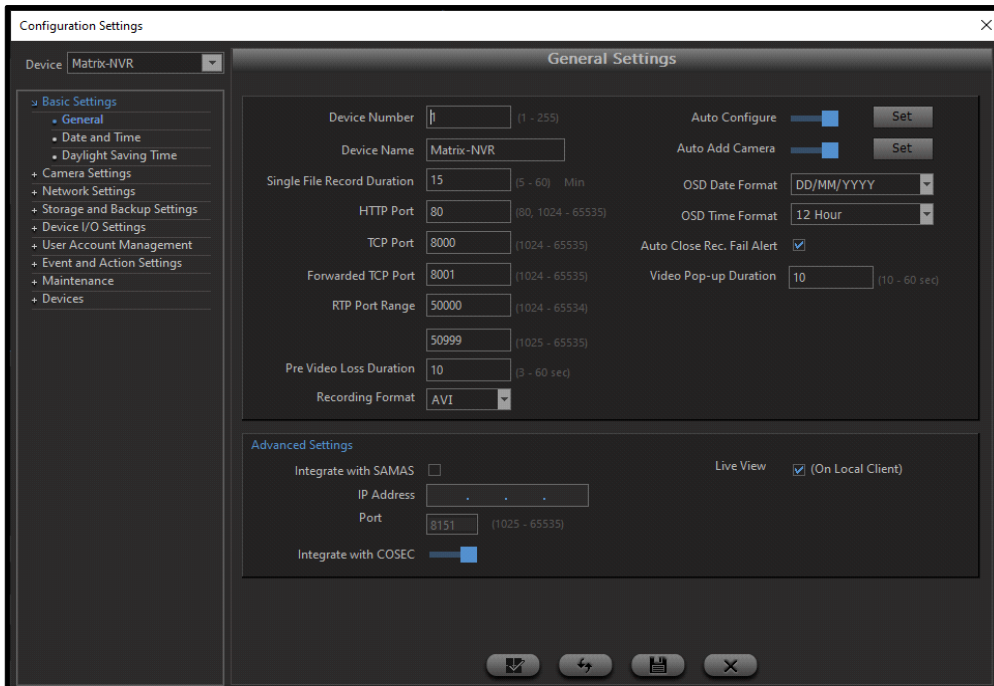 Configuration Settings
Device Matrix-NVR
Basic Settings
General
Date and Time
Daylight Saving Time
+ Camera Settings
+ Network Settings
+ Storage and Backup Settings
+ Device I/O Settings
+ User Account Management
+ Event and Action Settings
+ Maintenance
+ Devices
General Settings
Device Number 1 (1 - 255)
Device Name Matrix-NVR
Single File Record Duration 15 (5 - 60) Min
HTTP Port 80 (80, 1024 - 65535)
TCP Port 8000 (1024 - 65535)
Forwarded TCP Port 8001 (1024 - 65535)
RTP Port Range 50000 (1024 - 65534)
50999 (1025 - 65535)
Pre Video Loss Duration 10 (3 - 60 sec)
Recording Format AVI
Auto Configure Set
Auto Add Camera Set
OSD Date Format DD/MM/YYYY
OSD Time Format 12 Hour
Auto Close Rec. Fail Alert
Video Pop-up Duration 10 (10 - 60 sec)
Advanced Settings
Integrate with SAMAS
IP Address . . .
Port 8151 (1025 - 65535)
Integrate with COSEC
Live View (On Local Client)